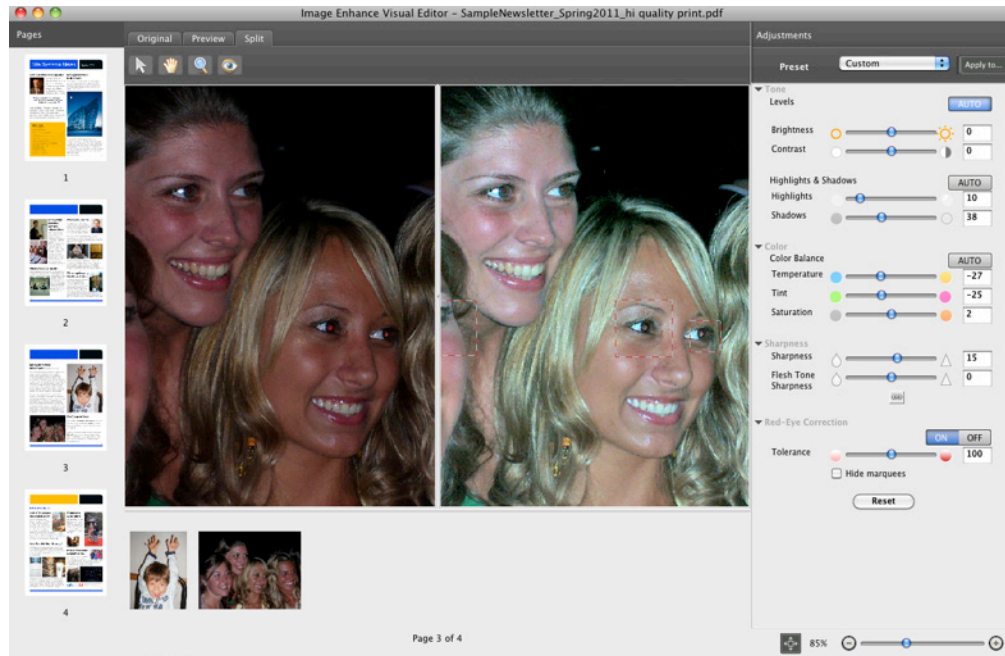 Image Enhance Visual Editor – SampleNewsletter_Spring2011_hi quality print.pdf
Pages
Original Preview Split
Adjustments
Preset Custom Apply to...
Tone
Levels AUTO
Brightness 0
Contrast 0
Highlights & Shadows AUTO
Highlights 10
Shadows 38
Color
Color Balance AUTO
Temperature -27
Tint -25
Saturation 2
Sharpness
Sharpness 15
Flesh Tone
Sharpness 0
Red-Eye Correction
ON OFF
Tolerance 100
Hide marquees
Reset
1
2
3
4
Page 3 of 4
85%